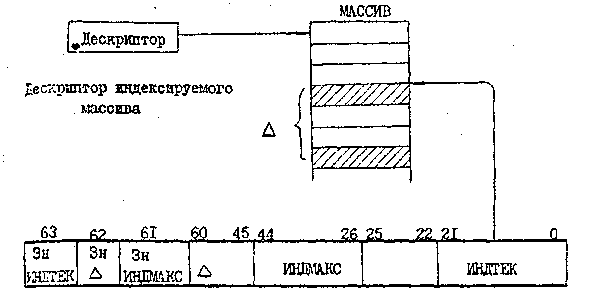 МАССИВ
Дескриптор
Дескриптор индексируемого
массива
Δ
63 62 61 60 45 44 26 25 22 21 0
Зн Зн Зн
ИНДТЕК Δ ИНДМАКС Δ ИНДМАКС ИНДТЕК